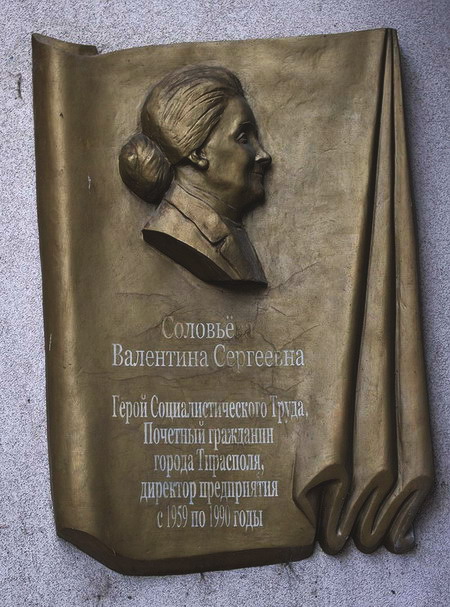 Соловьё
Валентина Сергеевна
Герой Социалистического Труда,
Почетный гражданин
города Тирасполя,
директор предприятия
с 1959 по 1990 годы